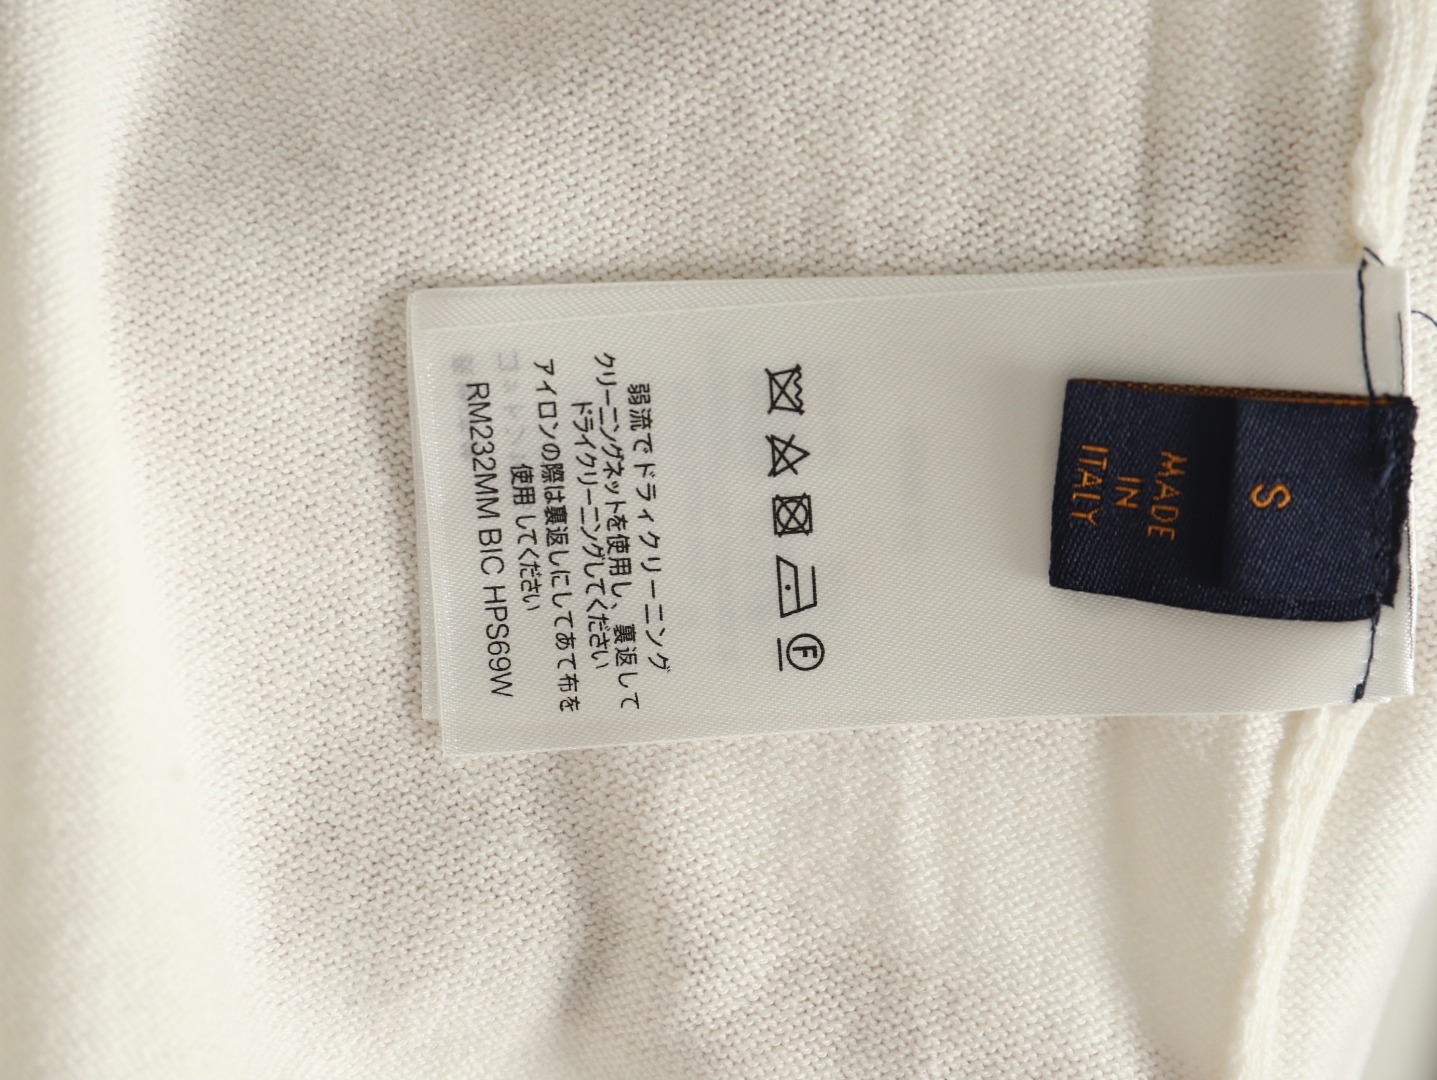 S
MADE
IN
ITALY
F
弱流でドライクリーニング
クリーニングネットを使用し、裏返して
ドライクリーニングしてください
アイロンの際は裏返しにしてあて布を
使用してください
RM232MM BIC HPS69W